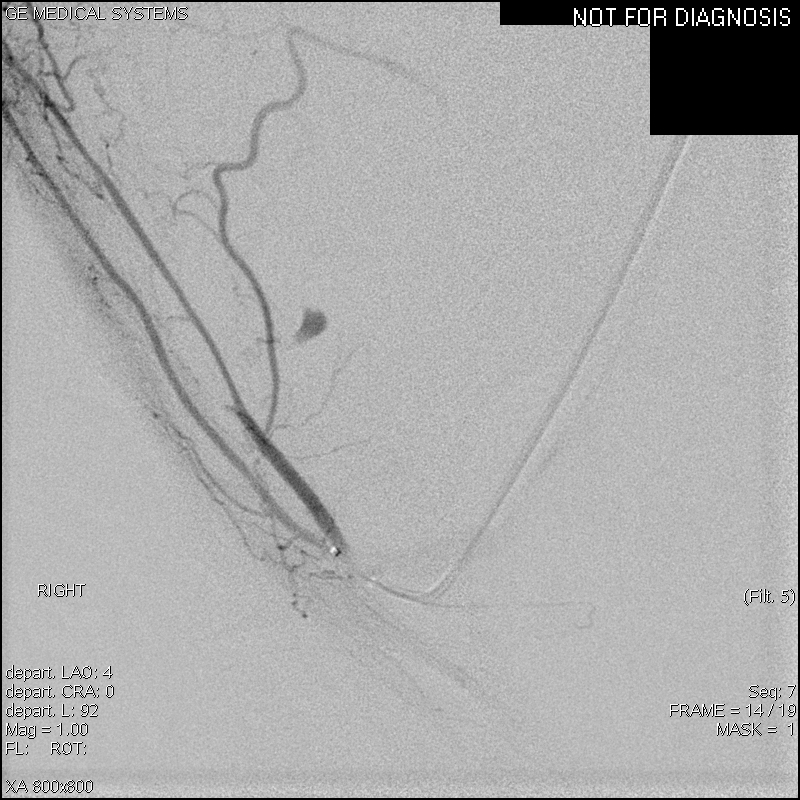 GE MEDICAL SYSTEMS
NOT FOR DIAGNOSIS
RIGHT
(Filt. 5)
depart. LAO: 4
depart. CRA: 0
depart. L: 92
Mag = 1.00
FL: ROT:
Seq: 7
FRAME = 14 / 19
MASK = 1
XA 800x800